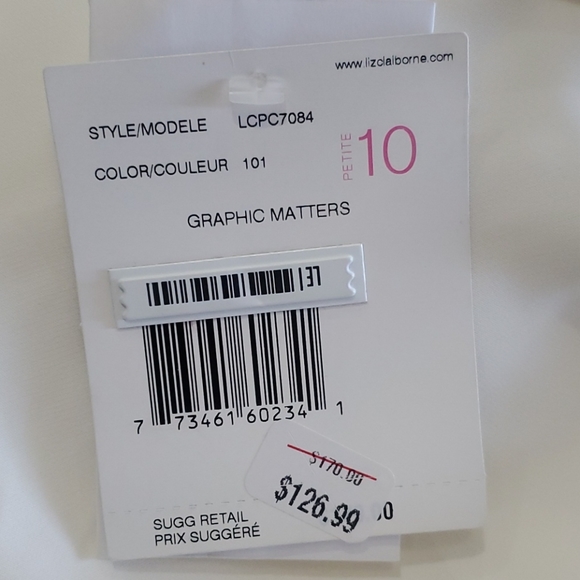 www.lizclaiborne.com
STYLE/MODELE LCPC7084
COLOR/COULEUR 101
PETITE 10
GRAPHIC MATTERS
7 73461 60234 1
$170.00
$126.99
SUGG RETAIL
PRIX SUGGÉRÉ